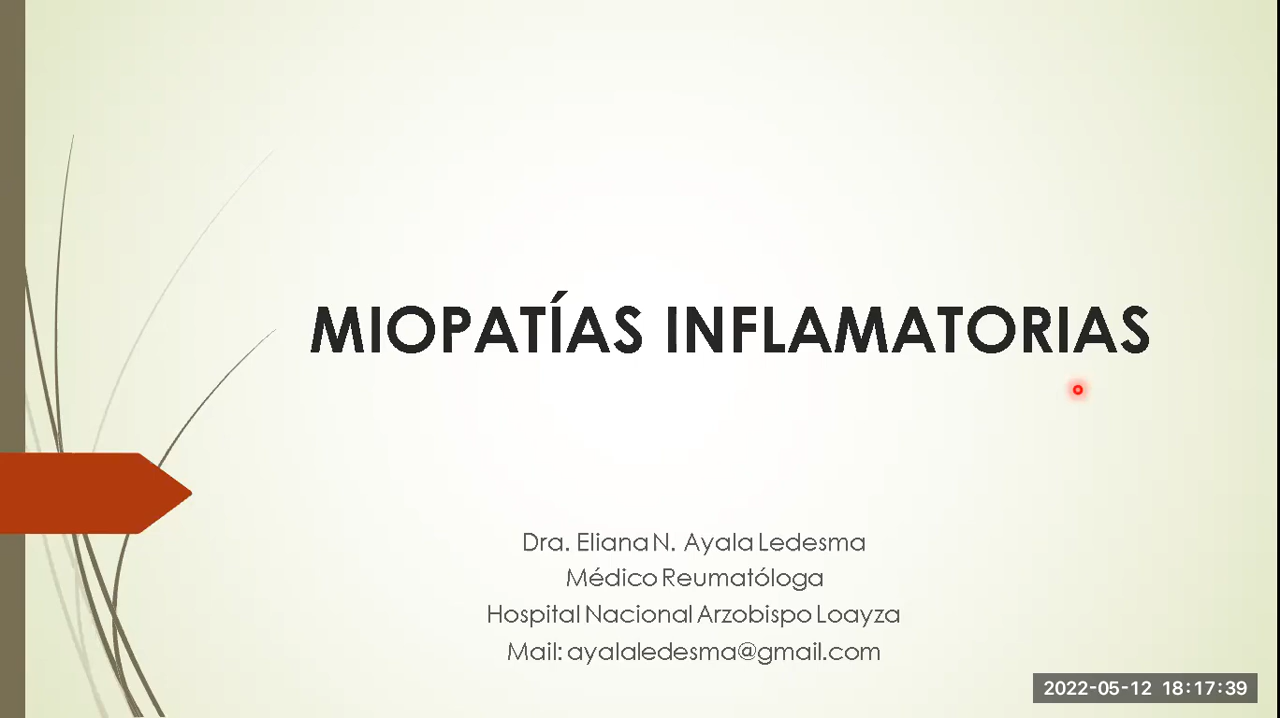 MIOPATÍAS INFLAMATORIAS
Dra. Eliana N. Ayala Ledesma
Médico Reumatóloga
Hospital Nacional Arzobispo Loayza
Mail: ayalaledesma@gmail.com
2022-05-12 18:17:39